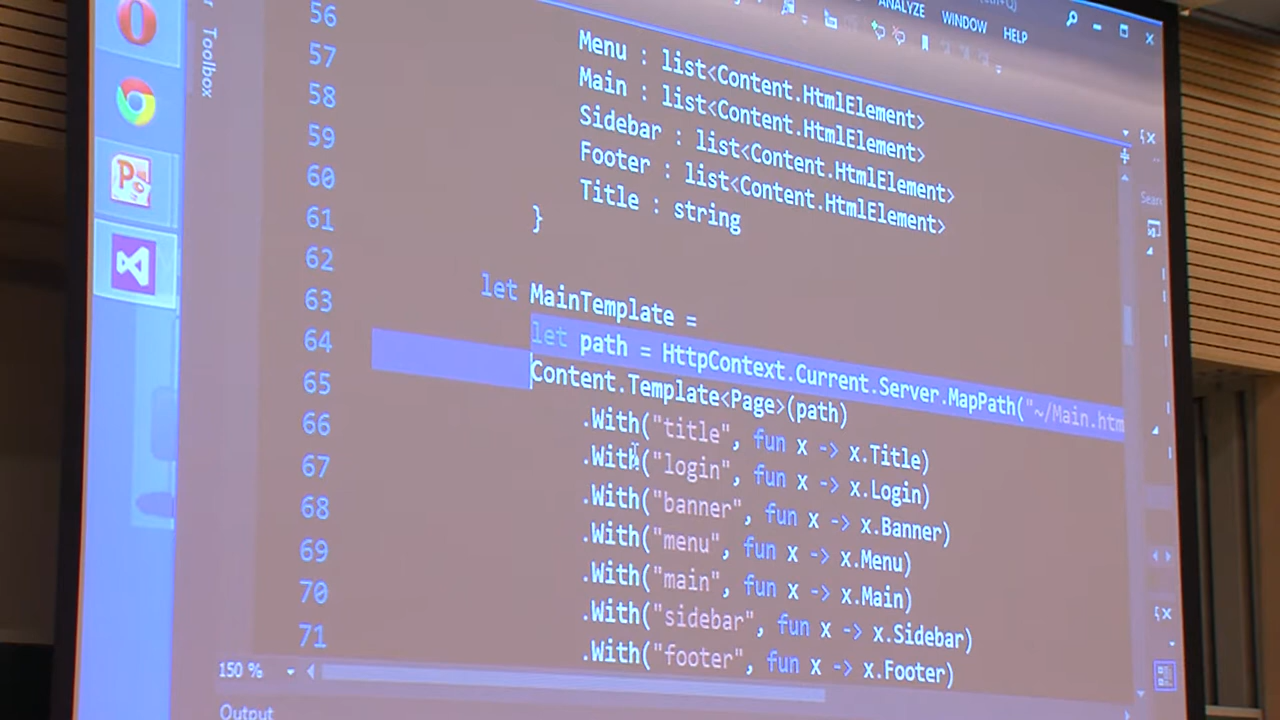 ANALYZE WINDOW HELP
Toolbox
56
57 Menu : list<Content.HtmlElement>
58 Main : list<Content.HtmlElement>
59 Sidebar : list<Content.HtmlElement>
60 Footer : list<Content.HtmlElement>
61 Title : string
62 }
63 let MainTemplate =
64 let path = HttpContext.Current.Server.MapPath("~/Main.htm
65 Content.Template<Page>(path)
66 .With("title", fun x -> x.Title)
67 .With("login", fun x -> x.Login)
68 .With("banner", fun x -> x.Banner)
69 .With("menu", fun x -> x.Menu)
70 .With("main", fun x -> x.Main)
71 .With("sidebar", fun x -> x.Sidebar)
.With("footer", fun x -> x.Footer)
150 %
Output